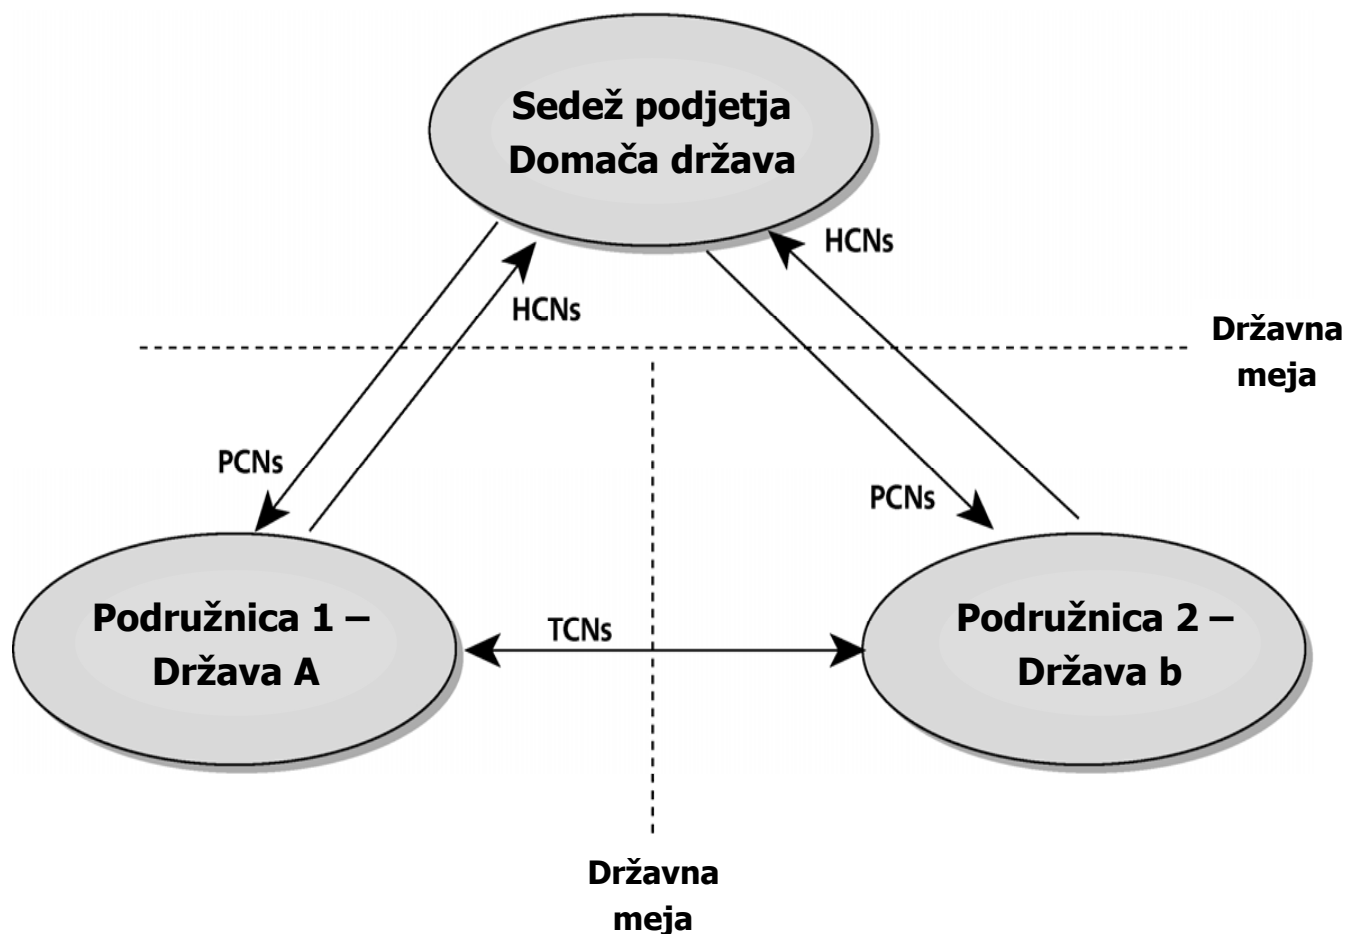 Sedež podjetja
Domača država
HCNs
HCNs
Državna
meja
PCNs
PCNs
Podružnica 1 –
Država A
TCNs
Podružnica 2 –
Država b
Državna
meja